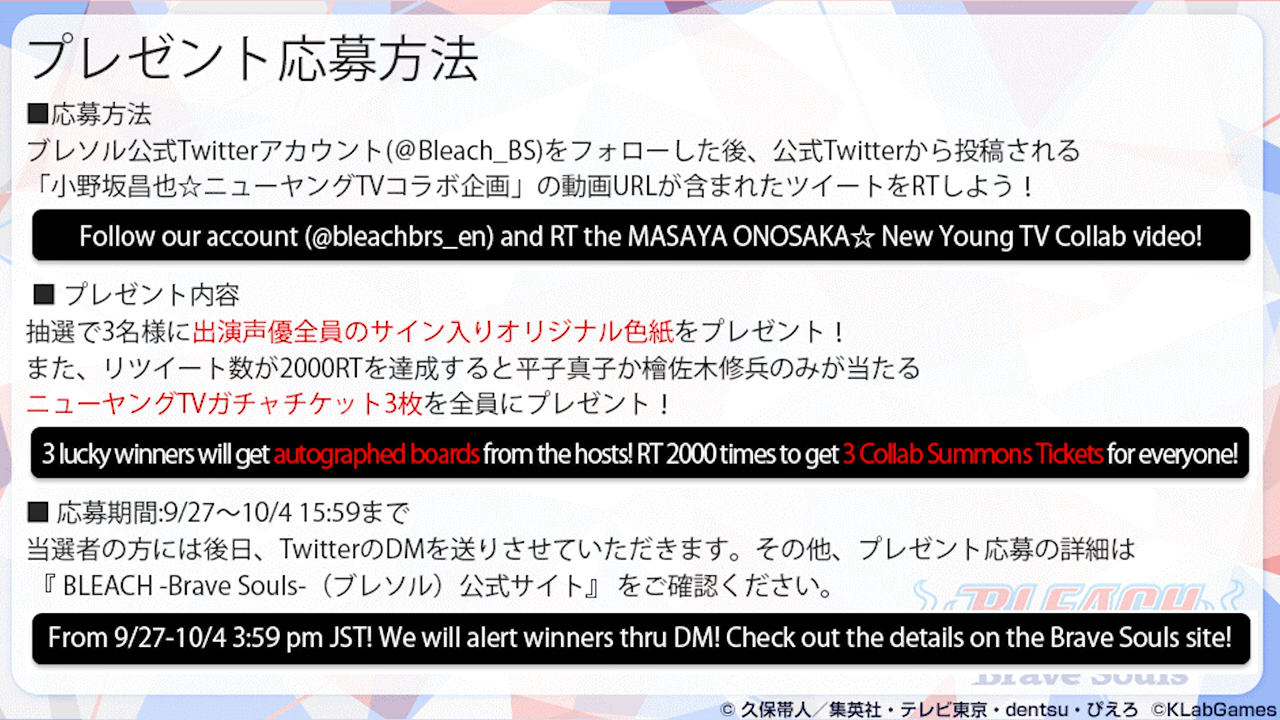 プレゼント応募方法
■応募方法
ブレソル公式Twitterアカウント(@Bleach_BS)をフォローした後、公式Twitterから投稿される
「小野坂昌也☆ニューヤングTVコラボ企画」の動画URLが含まれたツイートをRTしよう！
Follow our account (@bleachbrs_en) and RT the MASAYA ONOSAKA☆ New Young TV Collab video!
■ プレゼント内容
抽選で3名様に出演声優全員のサイン入りオリジナル色紙をプレゼント！
また、リツイート数が2000RTを達成すると平子真子か檜佐木修兵のみが当たる
ニューヤングTVガチャチケット3枚を全員にプレゼント！
3 lucky winners will get autographed boards from the hosts! RT 2000 times to get 3 Collab Summons Tickets for everyone!
■ 応募期間:9/27～10/4 15:59まで
当選者の方には後日、TwitterのDMを送りさせていただきます。その他、プレゼント応募の詳細は
『 BLEACH -Brave Souls-（ブレソル）公式サイト』 をご確認ください。
BLEACH
From 9/27-10/4 3:59 pm JST! We will alert winners thru DM! Check out the details on the Brave Souls site!
Brave Souls
© 久保帯人／集英社・テレビ東京・dentsu・ぴえろ ©KLabGames